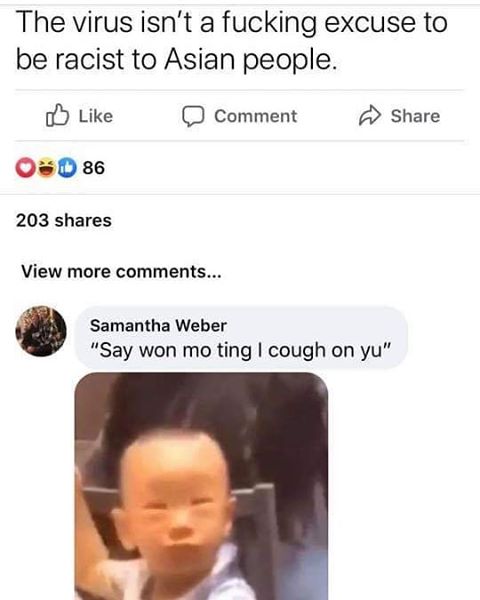 The virus isn't a fucking excuse to
be racist to Asian people.
Like Comment Share
86
203 shares
View more comments...
Samantha Weber
"Say won mo ting I cough on yu"